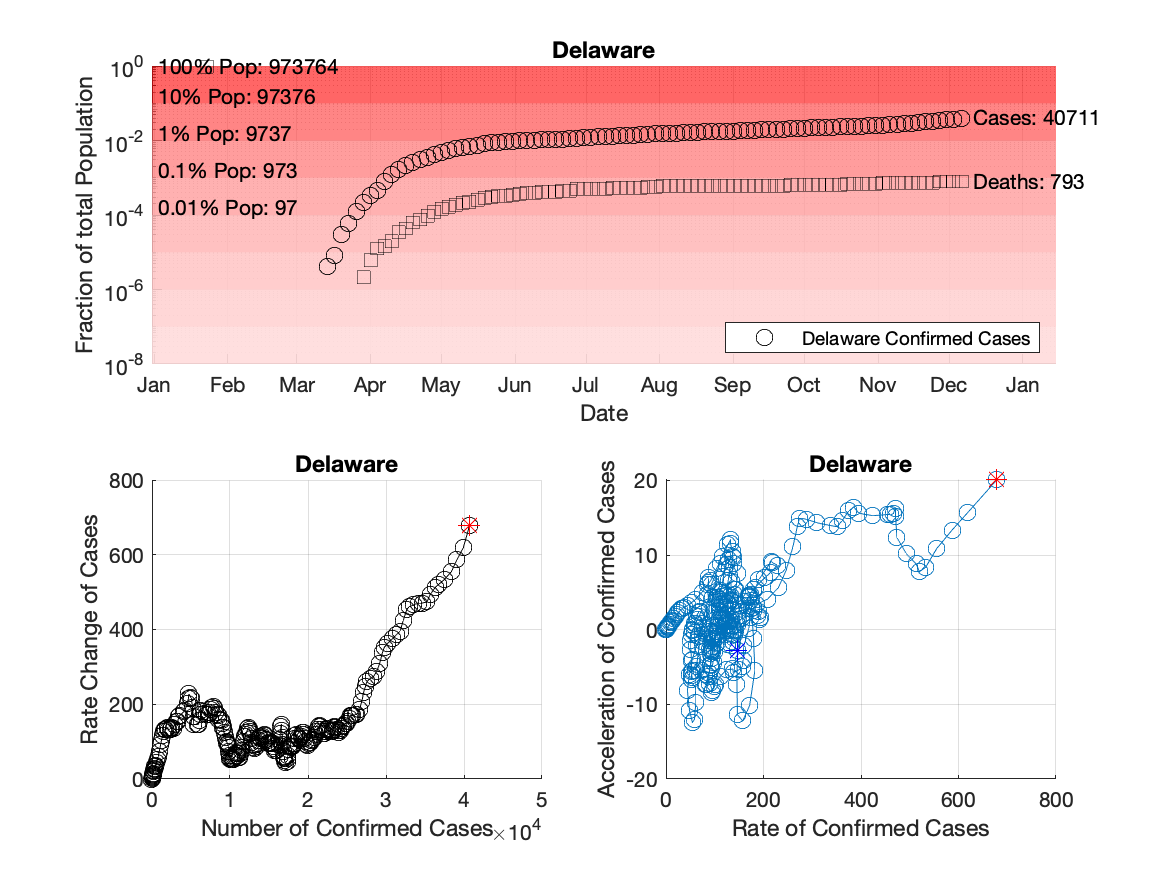 Delaware
10^0
10^-2
10^-4
10^-6
10^-8
Fraction of total Population
100% Pop: 973764
10% Pop: 97376
1% Pop: 9737
0.1% Pop: 973
0.01% Pop: 97
Cases: 40711
Deaths: 793
Delaware Confirmed Cases
Jan Feb Mar Apr May Jun Jul Aug Sep Oct Nov Dec Jan
Date
Delaware
800
600
400
200
0
Rate Change of Cases
0 1 2 3 4 5
Number of Confirmed Cases ×10^4
Delaware
20
10
0
-10
-20
Acceleration of Confirmed Cases
0 200 400 600 800
Rate of Confirmed Cases